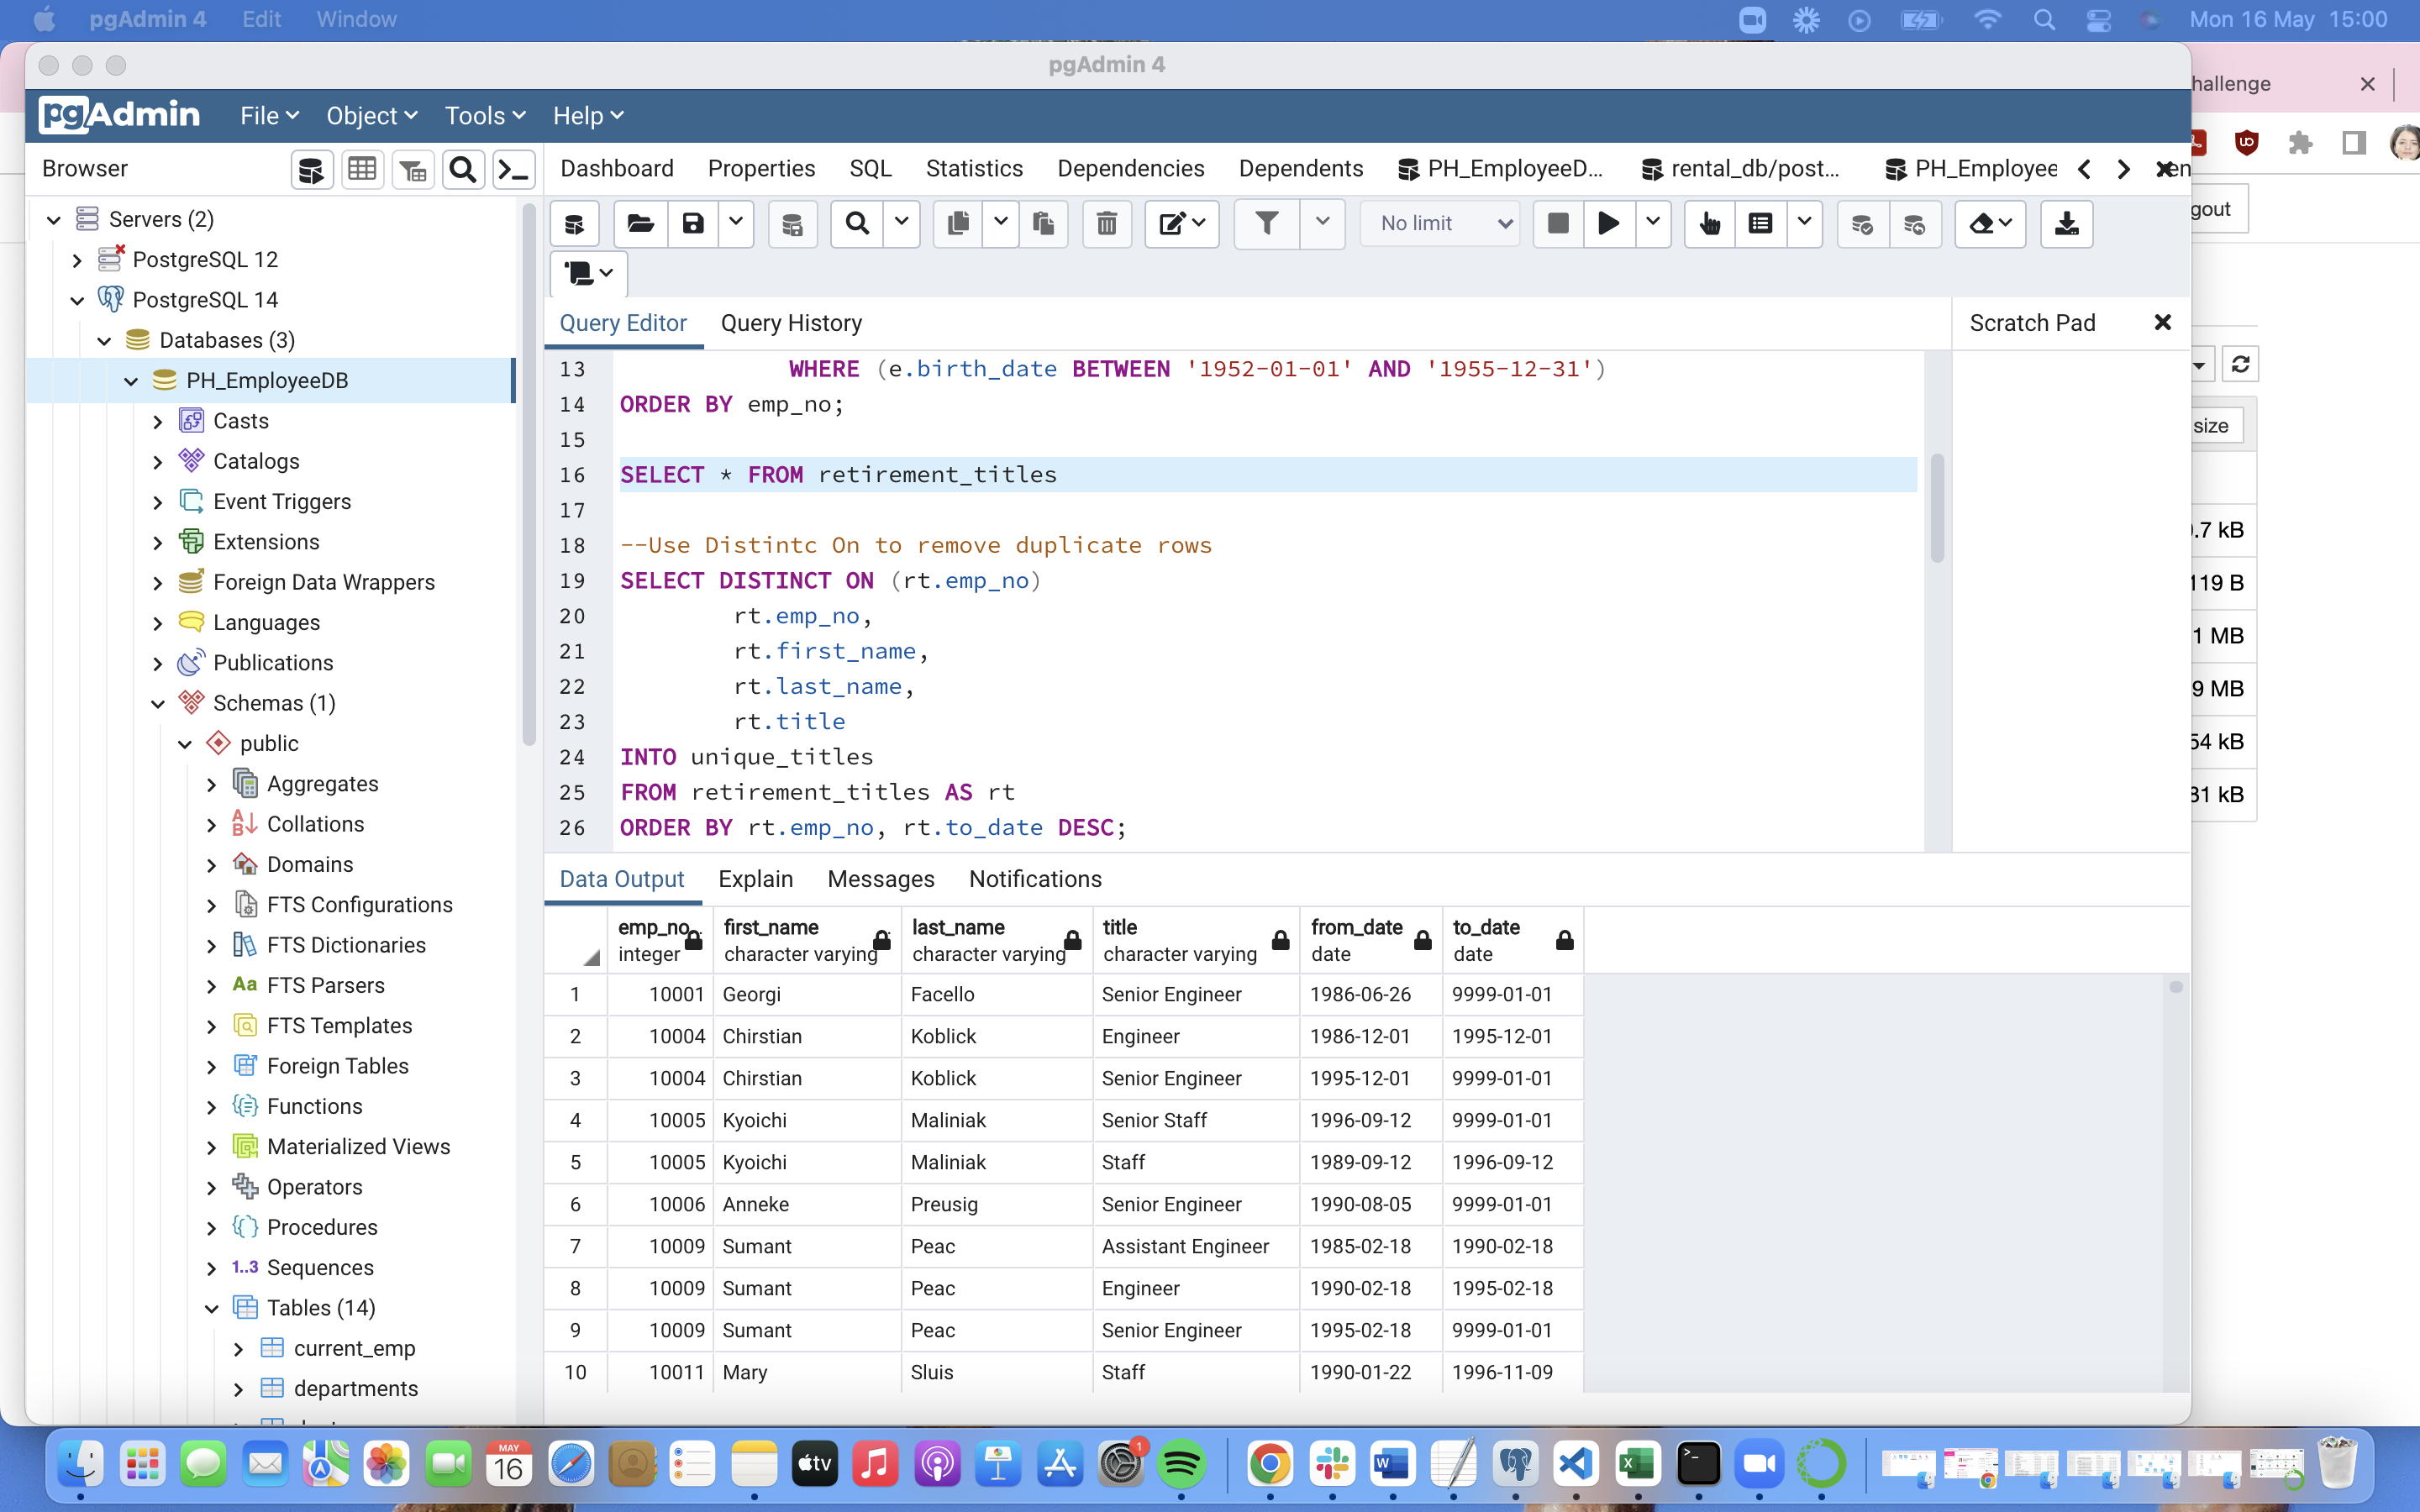 pgAdmin 4 Edit Window Mon 16 May 15:00
pgAdmin 4
hallenge
pgAdmin File Object Tools Help
Browser
Dashboard Properties SQL Statistics Dependencies Dependents PH_EmployeeD... rental_db/post... PH_Employee
gout
No limit
Query Editor Query History Scratch Pad
Servers (2)
PostgreSQL 12
PostgreSQL 14
Databases (3)
PH_EmployeeDB
Casts
Catalogs
Event Triggers
Extensions
Foreign Data Wrappers
Languages
Publications
Schemas (1)
public
Aggregates
Collations
Domains
FTS Configurations
FTS Dictionaries
Aa FTS Parsers
FTS Templates
Foreign Tables
Functions
Materialized Views
Operators
Procedures
1..3 Sequences
Tables (14)
current_emp
departments
13 WHERE (e.birth_date BETWEEN '1952-01-01' AND '1955-12-31')
14 ORDER BY emp_no;
15
16 SELECT * FROM retirement_titles
17
18 --Use Distintc On to remove duplicate rows
19 SELECT DISTINCT ON (rt.emp_no)
20 rt.emp_no,
21 rt.first_name,
22 rt.last_name,
23 rt.title
24 INTO unique_titles
25 FROM retirement_titles AS rt
26 ORDER BY rt.emp_no, rt.to_date DESC;
size
.7 kB
119 B
1 MB
9 MB
54 kB
31 kB
Data Output Explain Messages Notifications
emp_no first_name last_name title from_date to_date
integer character varying character varying character varying date date
1 10001 Georgi Facello Senior Engineer 1986-06-26 9999-01-01
2 10004 Chirstian Koblick Engineer 1986-12-01 1995-12-01
3 10004 Chirstian Koblick Senior Engineer 1995-12-01 9999-01-01
4 10005 Kyoichi Maliniak Senior Staff 1996-09-12 9999-01-01
5 10005 Kyoichi Maliniak Staff 1989-09-12 1996-09-12
6 10006 Anneke Preusig Senior Engineer 1990-08-05 9999-01-01
7 10009 Sumant Peac Assistant Engineer 1985-02-18 1990-02-18
8 10009 Sumant Peac Engineer 1990-02-18 1995-02-18
9 10009 Sumant Peac Senior Engineer 1995-02-18 9999-01-01
10 10011 Mary Sluis Staff 1990-01-22 1996-11-09
MAY
16
tv
1